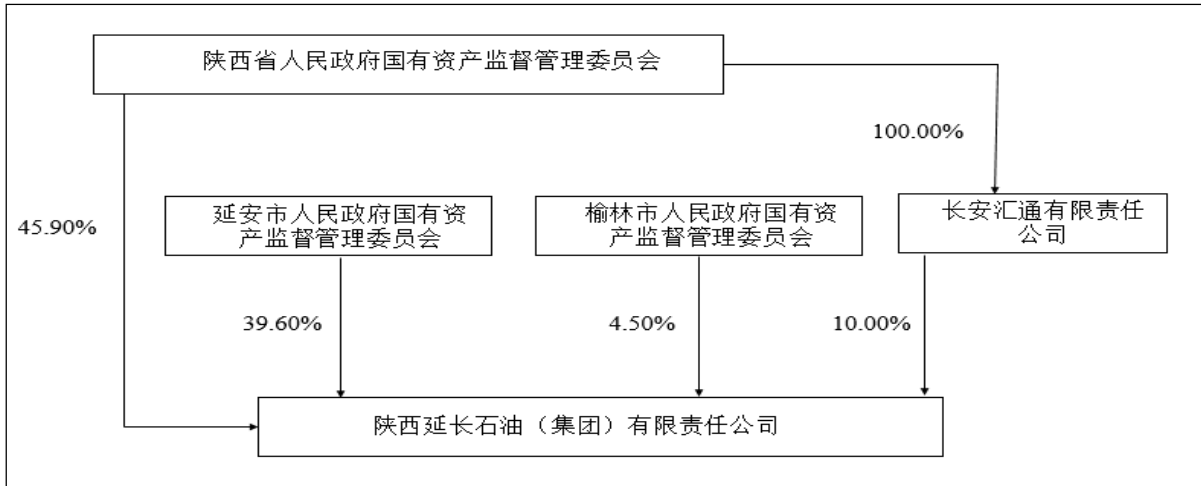 陕西省人民政府国有资产监督管理委员会
100.00%
45.90%
延安市人民政府国有资
产监督管理委员会
榆林市人民政府国有资
产监督管理委员会
长安汇通有限责任
公司
39.60%
4.50%
10.00%
陕西延长石油（集团）有限责任公司